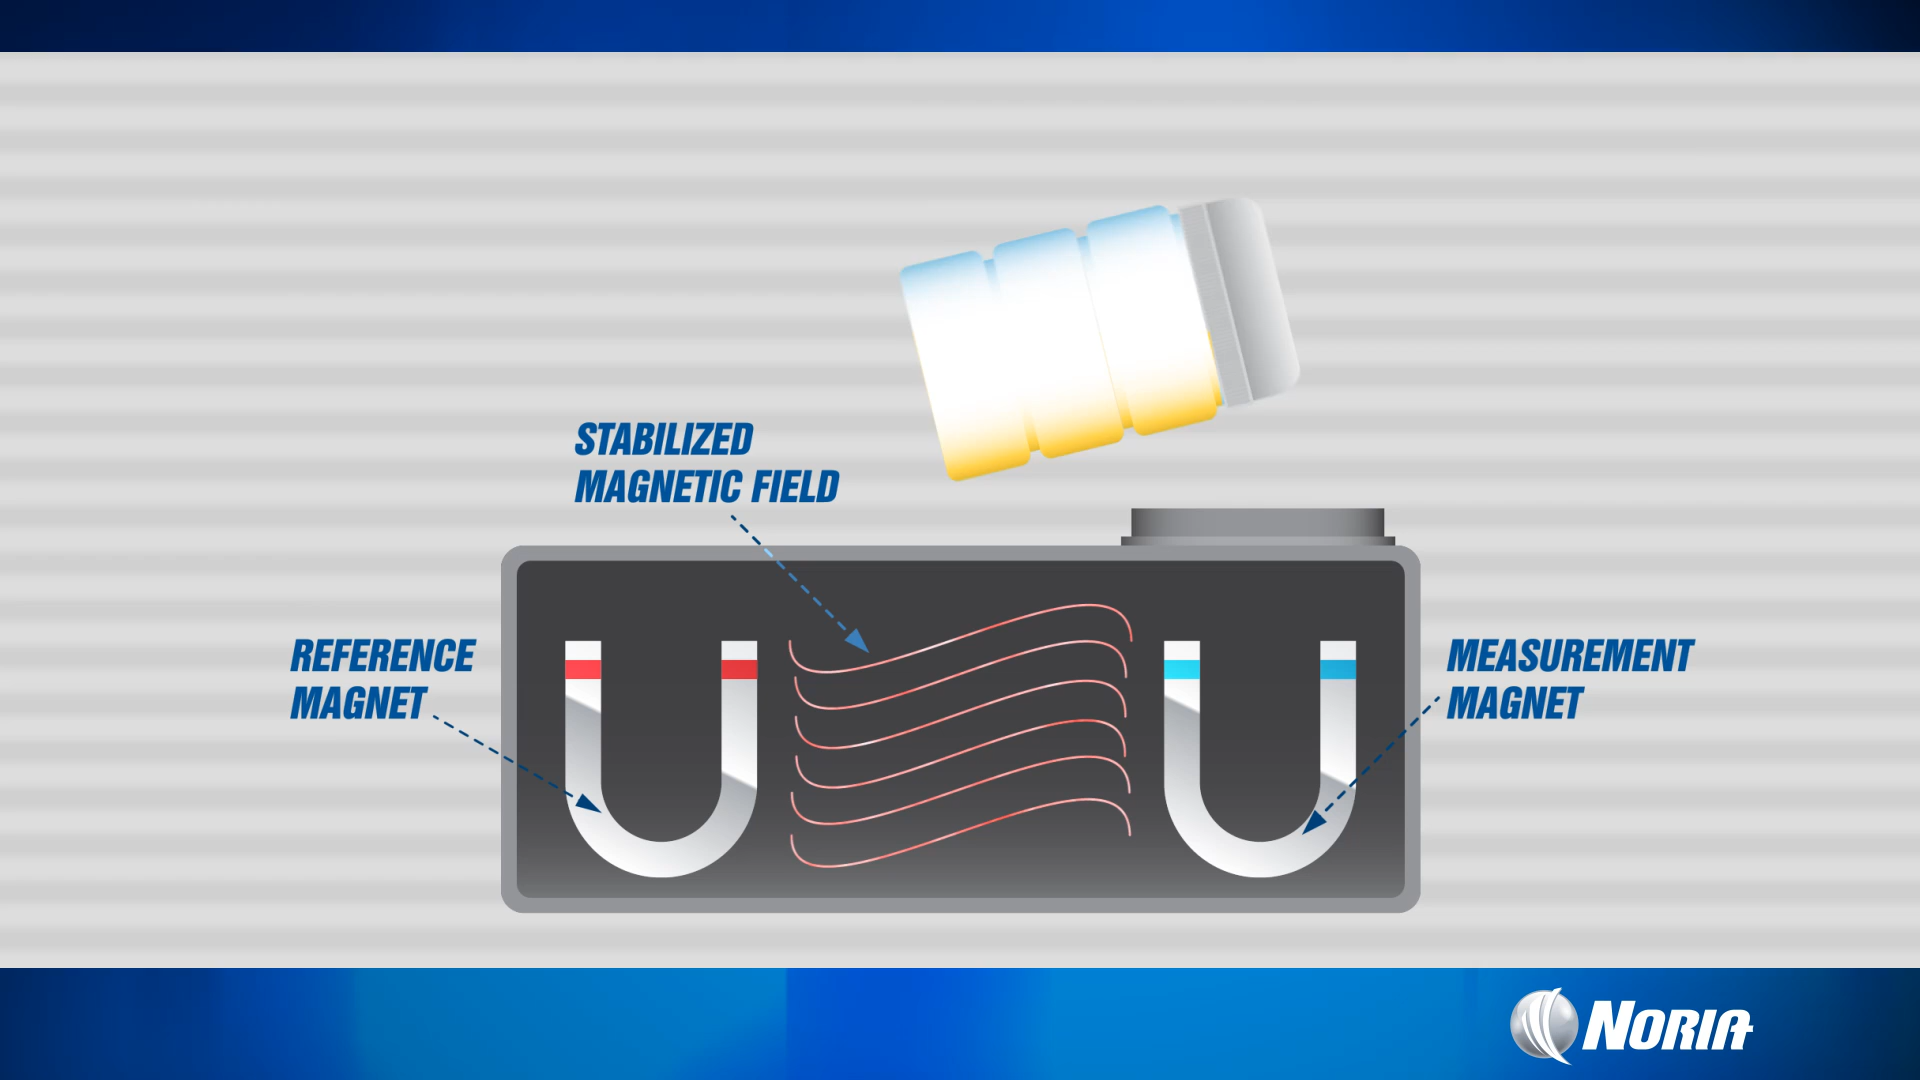 STABILIZED
MAGNETIC FIELD
REFERENCE
MAGNET
MEASUREMENT
MAGNET
NORIA